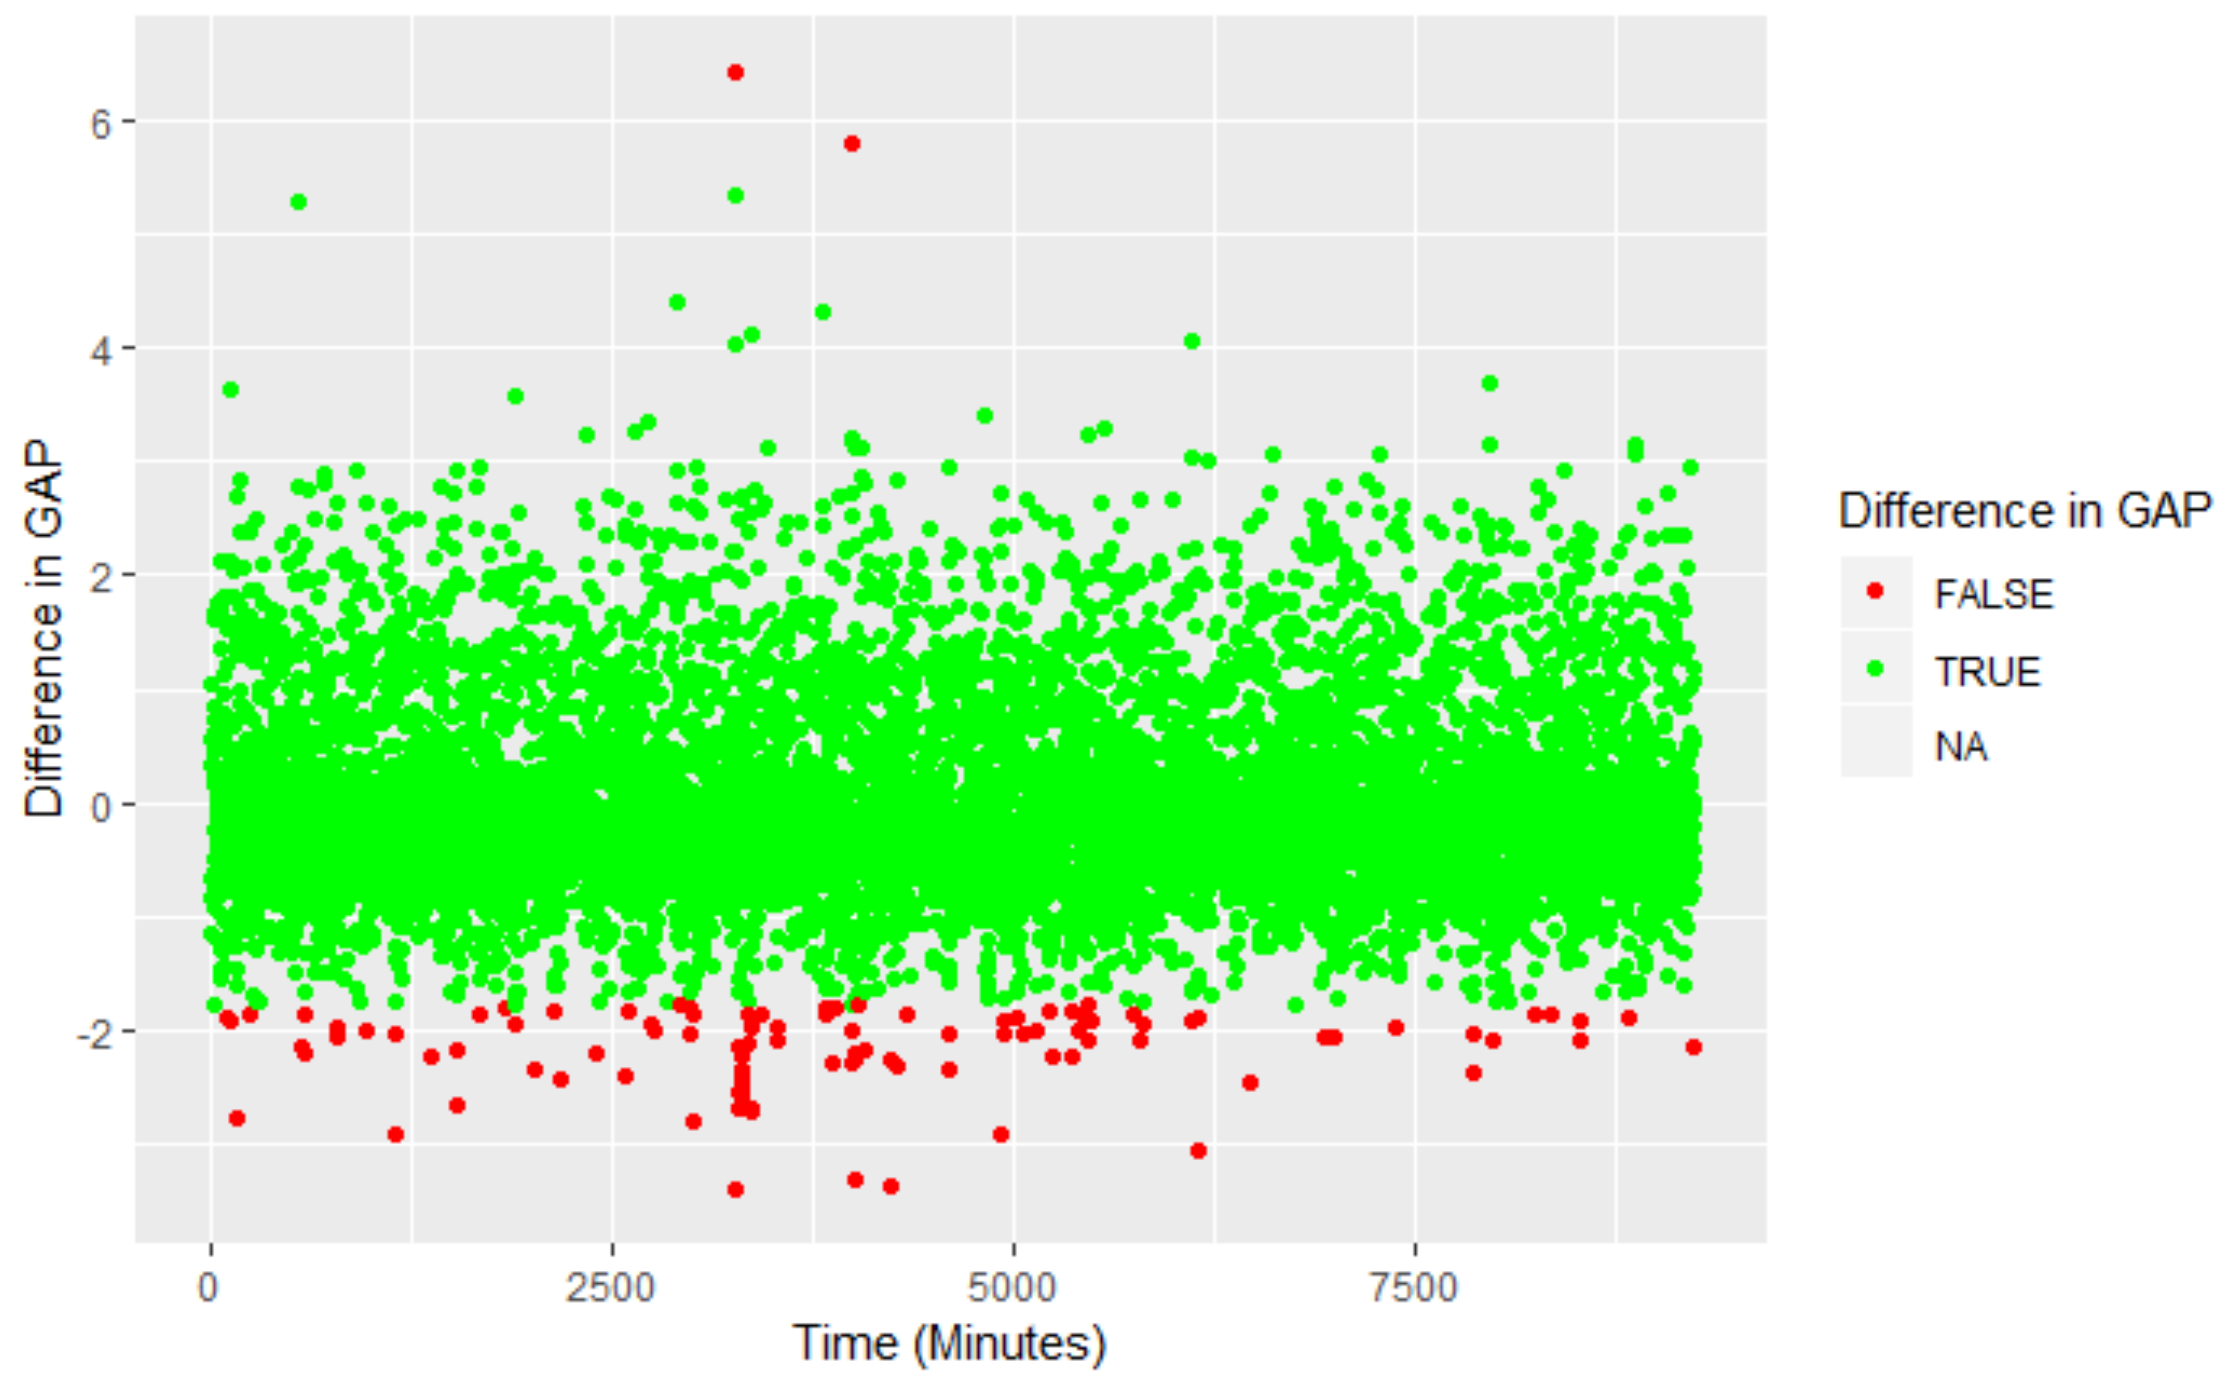 6
4
2
0
-2
Difference in GAP
0
2500
5000
7500
Time (Minutes)
Difference in GAP
FALSE
TRUE
NA